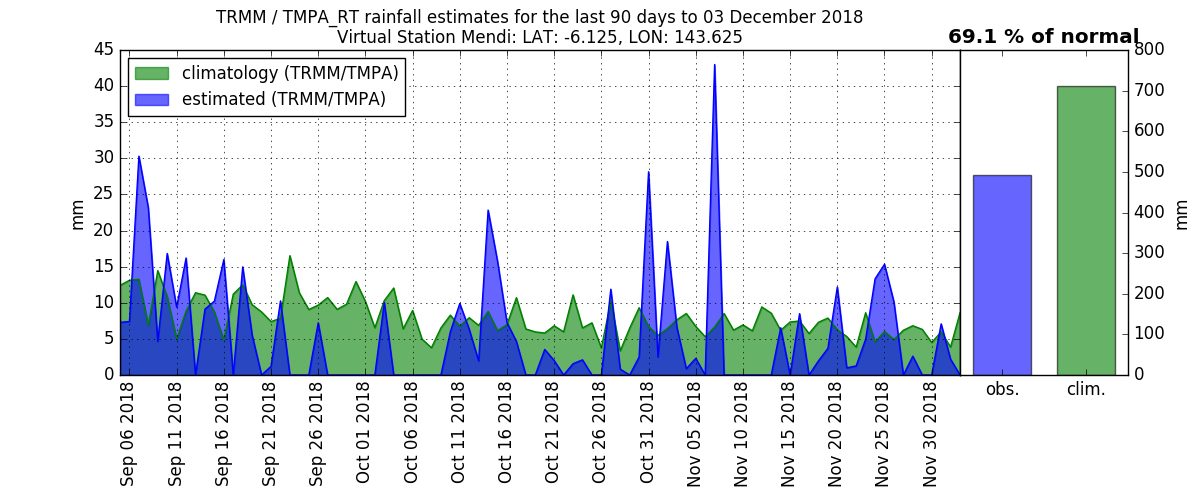 TRMM / TMPA_RT rainfall estimates for the last 90 days to 03 December 2018
Virtual Station Mendi: LAT: -6.125, LON: 143.625
69.1 % of normal
climatology (TRMM/TMPA)
estimated (TRMM/TMPA)
mm
45
40
35
30
25
20
15
10
5
0
Sep 06 2018
Sep 11 2018
Sep 16 2018
Sep 21 2018
Sep 26 2018
Oct 01 2018
Oct 06 2018
Oct 11 2018
Oct 16 2018
Oct 21 2018
Oct 26 2018
Oct 31 2018
Nov 05 2018
Nov 10 2018
Nov 15 2018
Nov 20 2018
Nov 25 2018
Nov 30 2018
obs.
clim.
800
700
600
500
400
300
200
100
0
mm